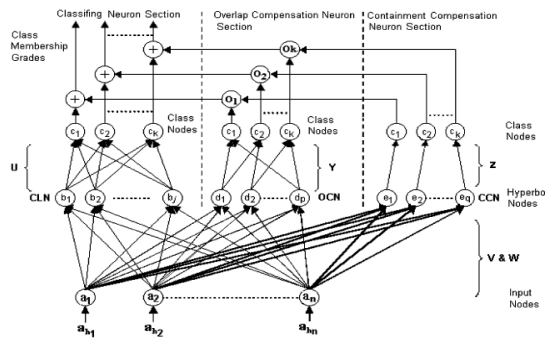 Classifing Neuron Section
Overlap Compensation Neuron
Section
Containment Compensation
Neuron Section
Class
Membership
Grades
+
Ok
+
O2
+
O1
Class
Nodes
Class
Nodes
Class
Nodes
c1 c2 ck
c1 c2 ck
c1 c2 ck
U
Y
Z
CLN b1 b2 bj
d1 d2 dp OCN
e1 e2 eq CCN
Hyperbo
Nodes
V & W
a1 a2 an
Input
Nodes
ah1 ah2 ahn